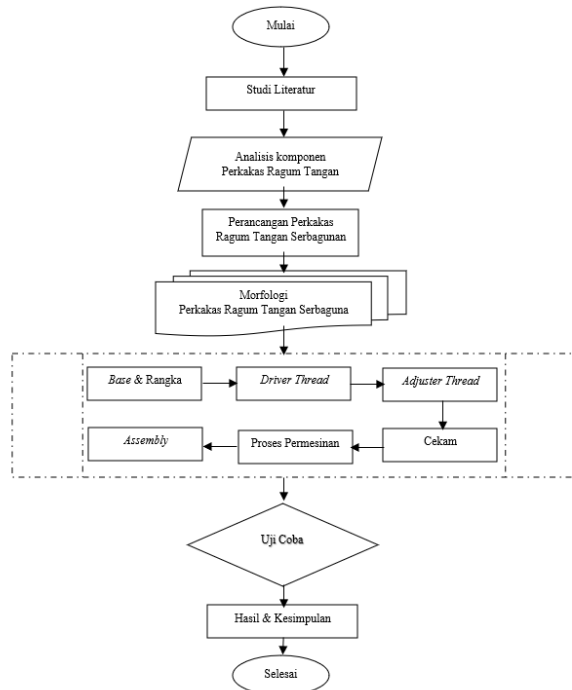 Mulai
Studi Literatur
Analisis komponen
Perkakas Ragum Tangan
Perancangan Perkakas
Ragum Tangan Serbagunan
Morfologi
Perkakas Ragum Tangan Serbaguna
Base & Rangka
Driver Thread
Adjuster Thread
Cekam
Proses Permesinan
Assembly
Uji Coba
Hasil & Kesimpulan
Selesai